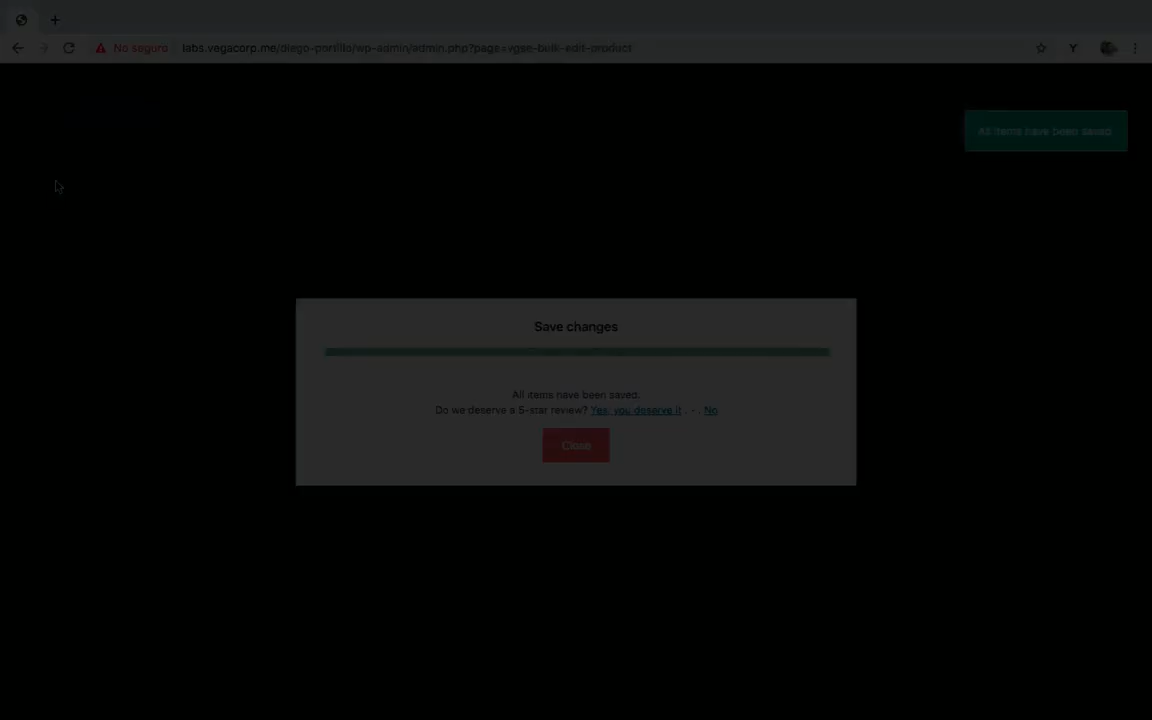 No seguro
labs.vegacorp.me/diego-porrillo/wp-admin/admin.php?page=vgse-bulk-edit-product
Y
All items have been saved
Save changes
All items have been saved.
Do we deserve a 5-star review? Yes, you deserve it . - . No
Close